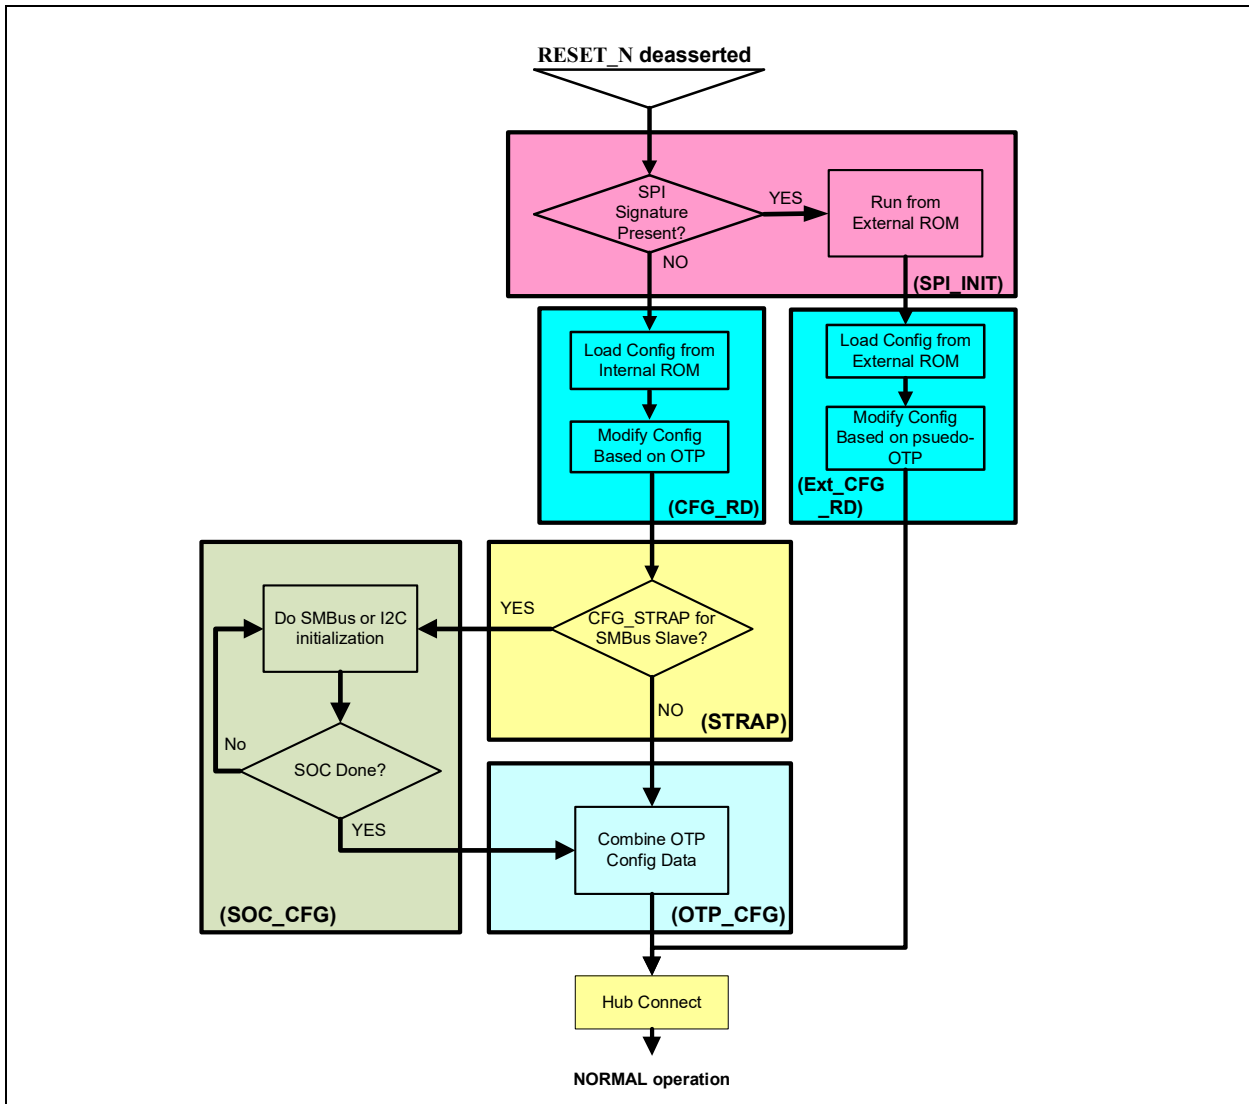 RESET_N deasserted
SPI
Signature
Present?
YES
Run from
External ROM
NO
(SPI_INIT)
Load Config from
Internal ROM
Load Config from
External ROM
Modify Config
Based on OTP
Modify Config
Based on psuedo-
OTP
(CFG_RD)
(Ext_CFG
_RD)
Do SMBus or I2C
initialization
YES
CFG_STRAP for
SMBus Slave?
NO
(STRAP)
No
SOC Done?
YES
Combine OTP
Config Data
(SOC_CFG)
(OTP_CFG)
Hub Connect
NORMAL operation